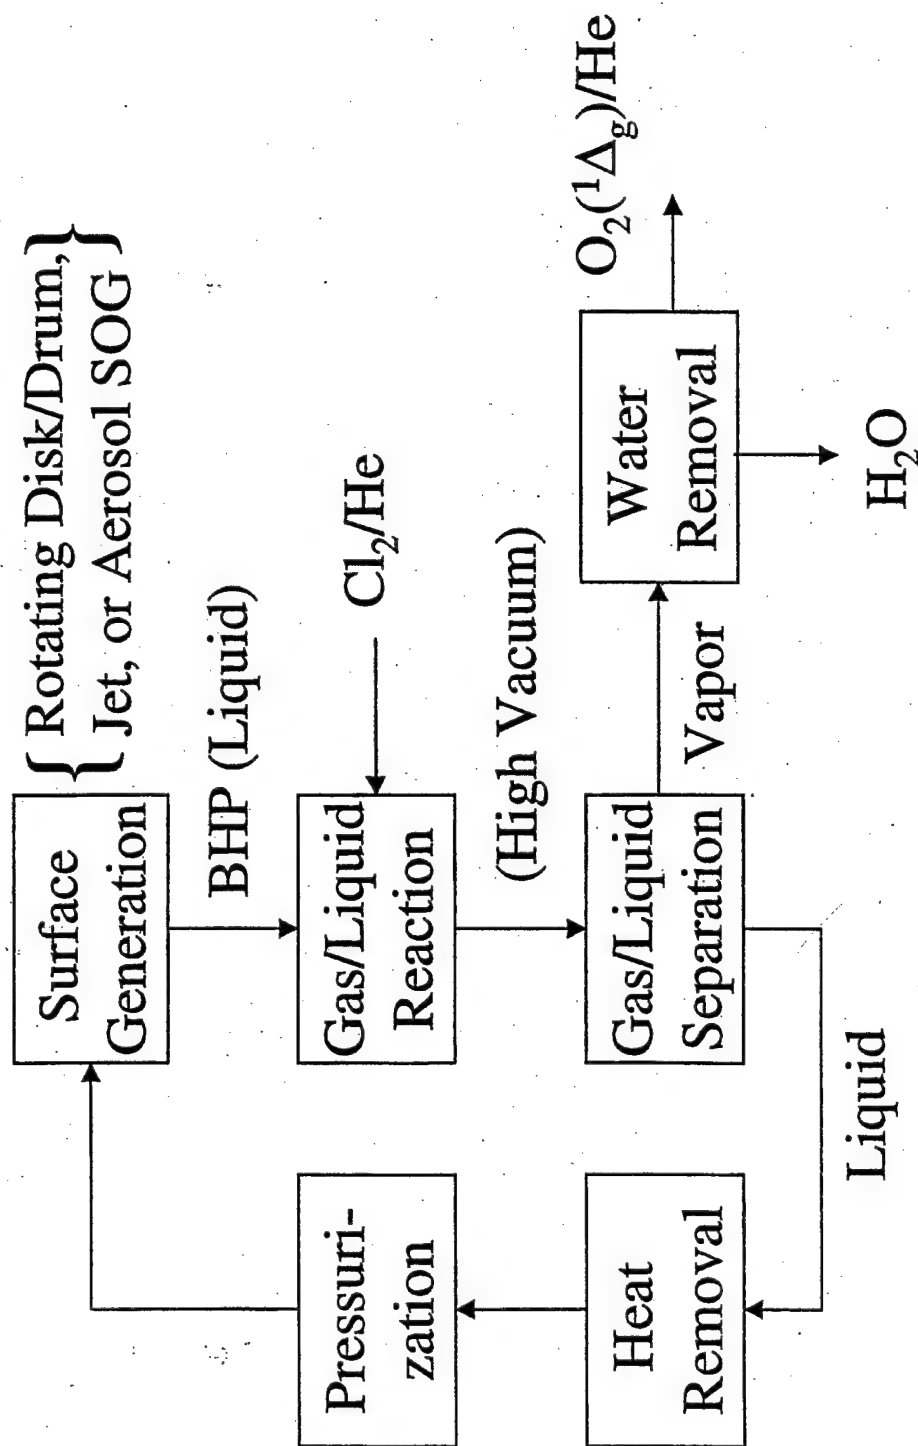 Surface
Generation
{ Rotating Disk/Drum, }
Jet, or Aerosol SOG
BHP (Liquid)
Pressuri-
zation
Gas/Liquid
Reaction
Cl₂/He
(High Vacuum)
Heat
Removal
Gas/Liquid
Separation
Vapor
Water
Removal
O₂(¹Δg)/He
Liquid
H₂O